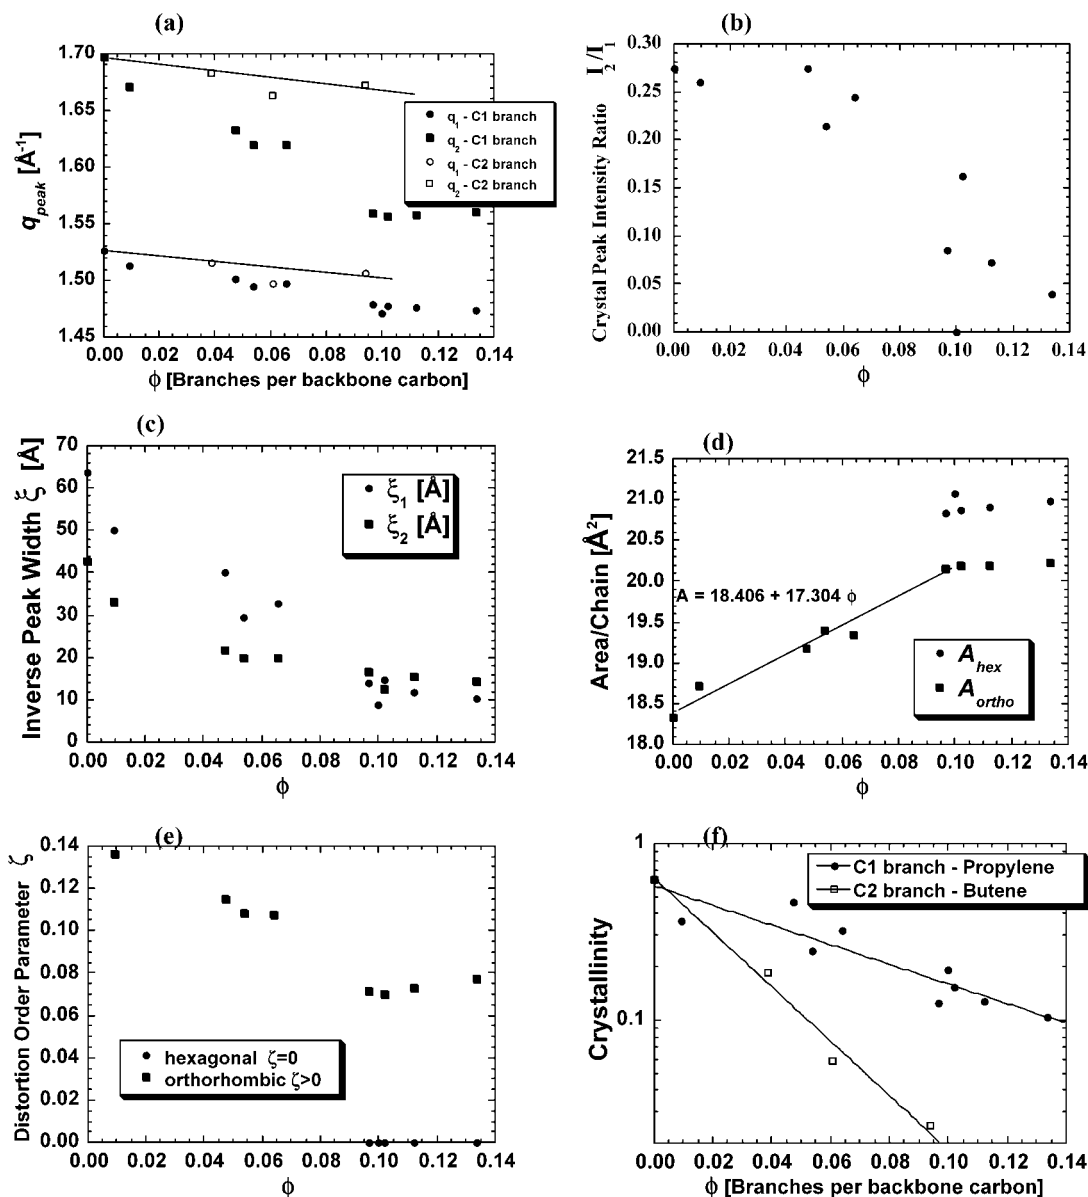 (a)
1.70
1.65
1.60
1.55
1.50
1.45
q_peak [Å⁻¹]
q₁ - C1 branch
q₂ - C1 branch
q₁ - C2 branch
q₂ - C2 branch
0.00 0.02 0.04 0.06 0.08 0.10 0.12 0.14
ϕ [Branches per backbone carbon]
(b)
0.30
0.25
0.20
0.15
0.10
0.05
0.00
Crystal Peak Intensity Ratio I₂/I₁
0.00 0.02 0.04 0.06 0.08 0.10 0.12 0.14
ϕ
(c)
70
60
50
40
30
20
10
0
Inverse Peak Width ξ [Å]
ξ₁ [Å]
ξ₂ [Å]
0.00 0.02 0.04 0.06 0.08 0.10 0.12 0.14
ϕ
(d)
21.5
21.0
20.5
20.0
19.5
19.0
18.5
18.0
Area/Chain [Å²]
A = 18.406 + 17.304 ϕ
A_hex
A_ortho
0.00 0.02 0.04 0.06 0.08 0.10 0.12 0.14
ϕ
(e)
0.14
0.12
0.10
0.08
0.06
0.04
0.02
0.00
Distortion Order Parameter ζ
hexagonal ζ=0
orthorhombic ζ>0
0.00 0.02 0.04 0.06 0.08 0.10 0.12 0.14
ϕ
(f)
1
0.1
Crystallinity
C1 branch - Propylene
C2 branch - Butene
0.00 0.02 0.04 0.06 0.08 0.10 0.12 0.14
ϕ [Branches per backbone carbon]